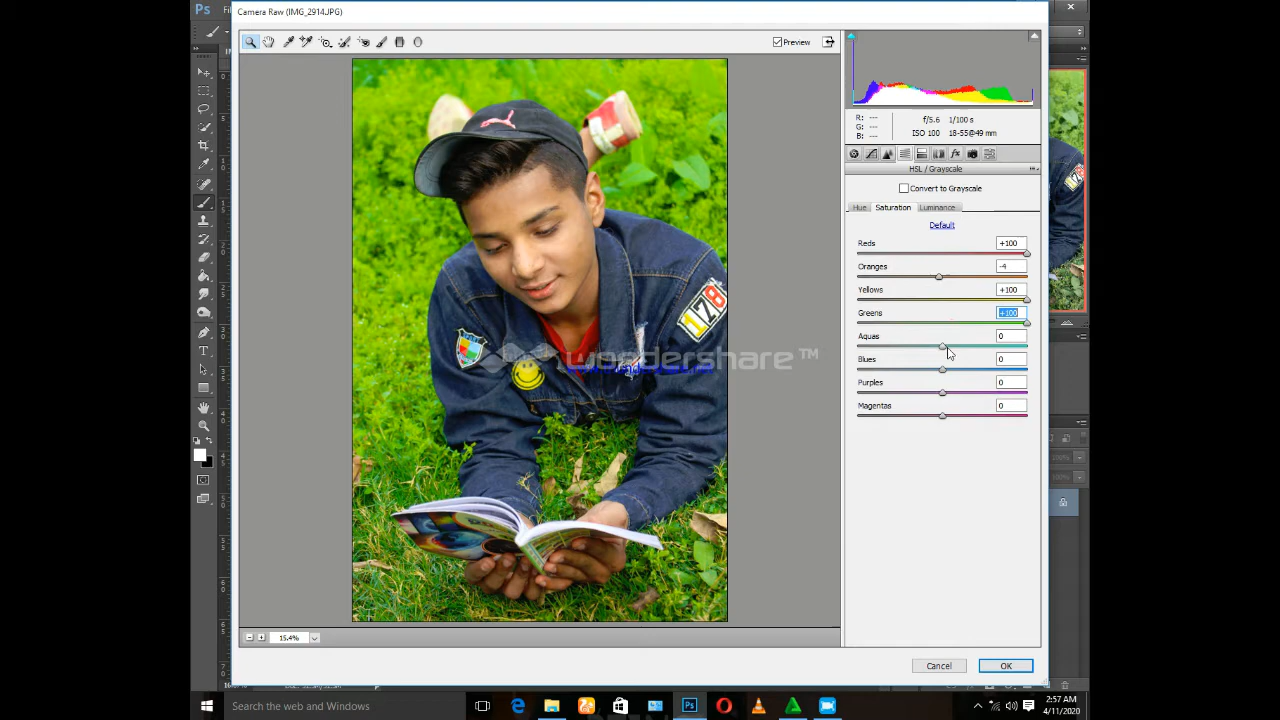 Camera Raw (IMG_2914.JPG)
Ps
Preview
R: ---
G: ---
B: ---
f/5.6 1/100 s
ISO 100 18-55@49 mm
HSL / Grayscale
Convert to Grayscale
Hue Saturation Luminance
Default
Reds +100
Oranges -4
Yellows +100
Greens +100
Aquas 0
Blues 0
Purples 0
Magentas 0
178
wondershare™
15.4%
Cancel OK
Search the web and Windows
2:57 AM
4/11/2020